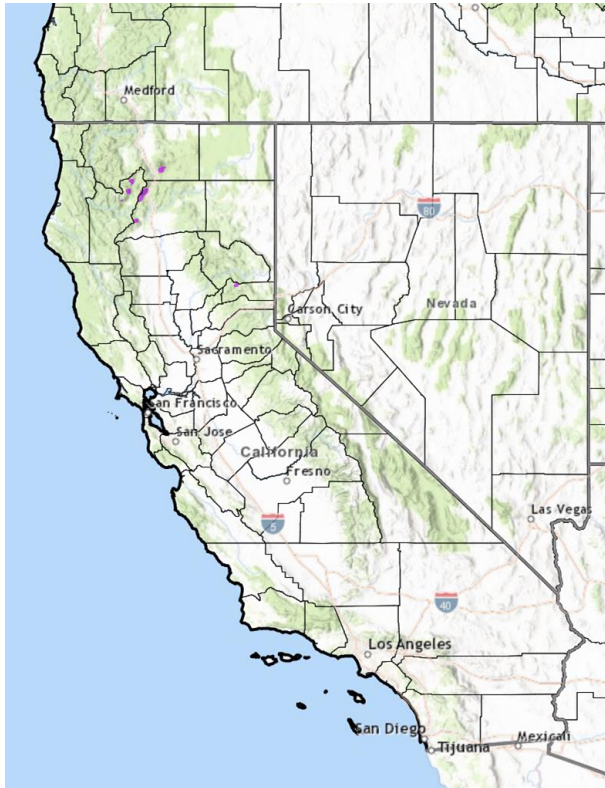 Medford
80
Carson City
Nevada
Sacramento
San Francisco
San Jose
California
Fresno
5
Las Vegas
40
Los Angeles
San Diego
Tijuana
Mexicali